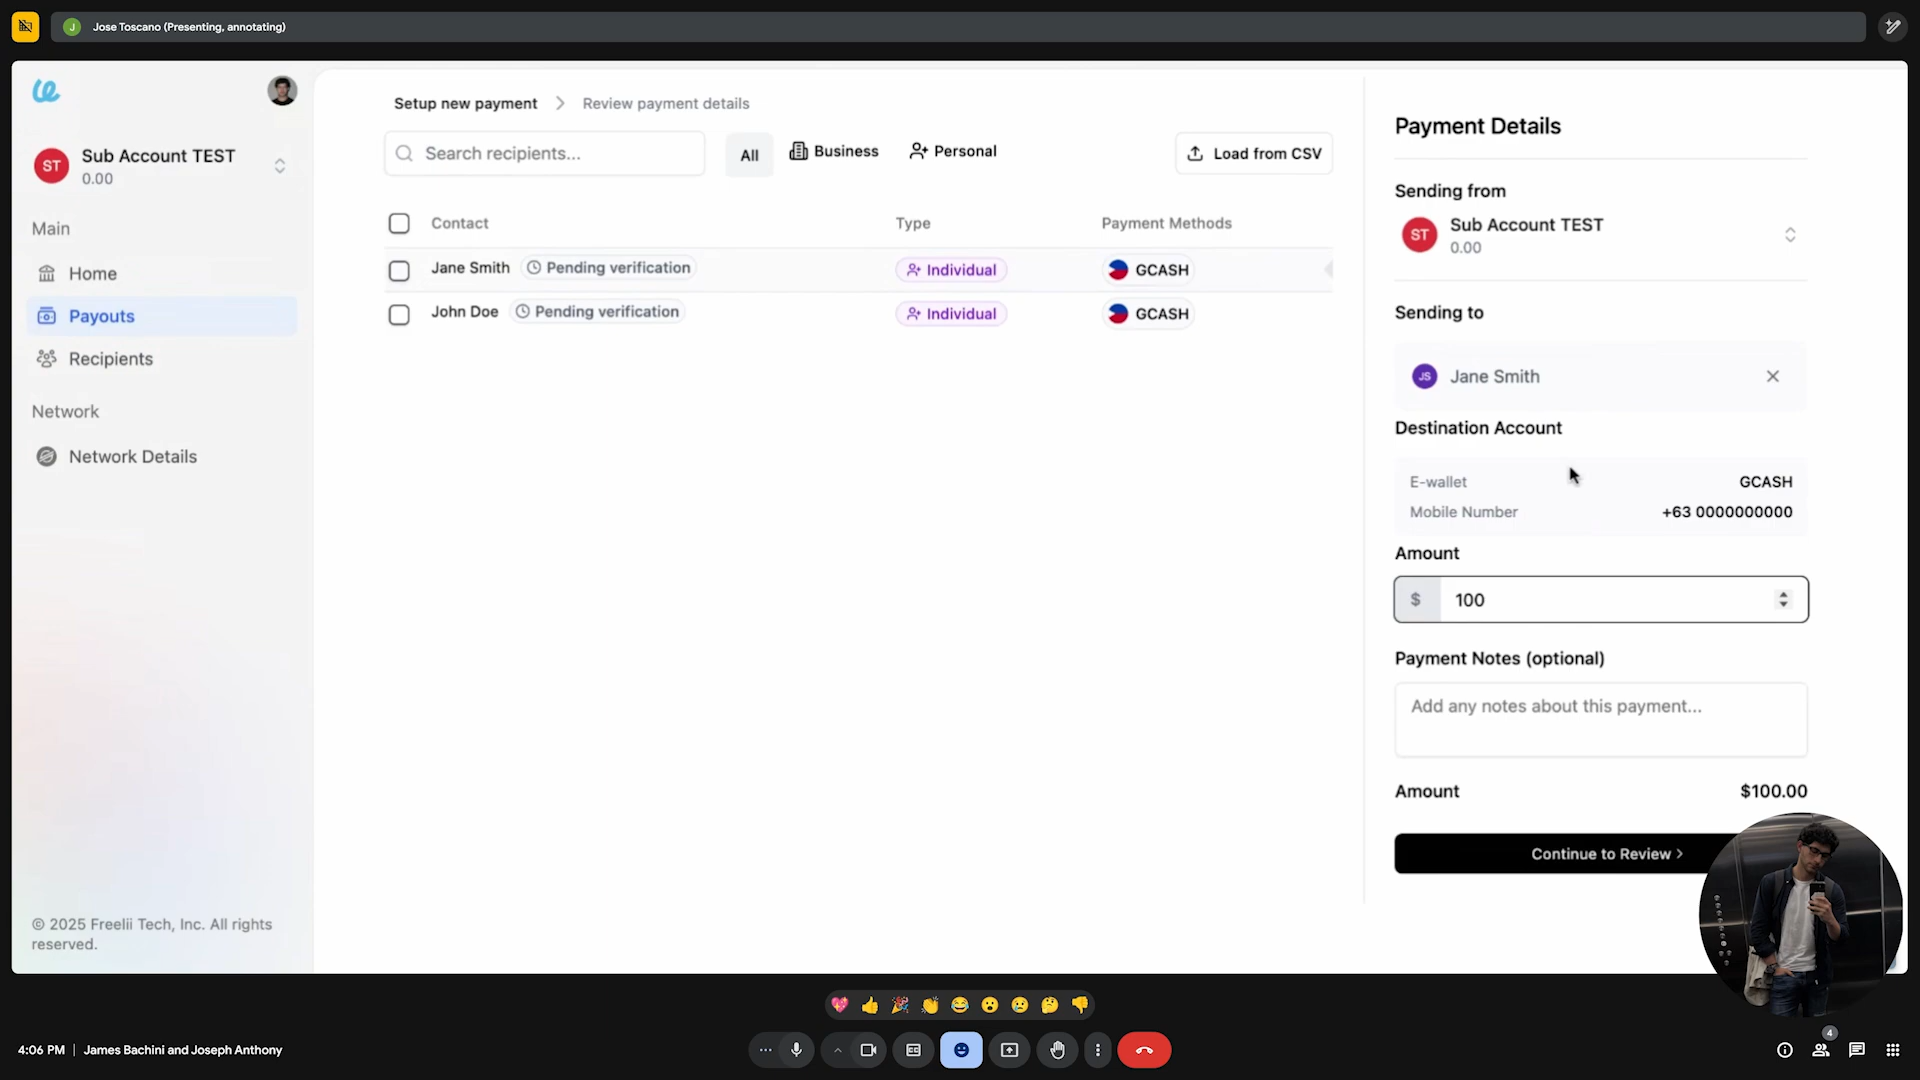 J Jose Toscano (Presenting, annotating)
ST Sub Account TEST
0.00
Main
Home
Payouts
Recipients
Network
Network Details
© 2025 Freelii Tech, Inc. All rights
reserved.
Setup new payment > Review payment details
Search recipients...
All
Business
Personal
Load from CSV
Contact Type Payment Methods
Jane Smith Pending verification Individual GCASH
John Doe Pending verification Individual GCASH
Payment Details
Sending from
ST Sub Account TEST
0.00
Sending to
JS Jane Smith
Destination Account
E-wallet GCASH
Mobile Number +63 0000000000
Amount
$ 100
Payment Notes (optional)
Add any notes about this payment...
Amount $100.00
Continue to Review >
4:06 PM | James Bachini and Joseph Anthony
4